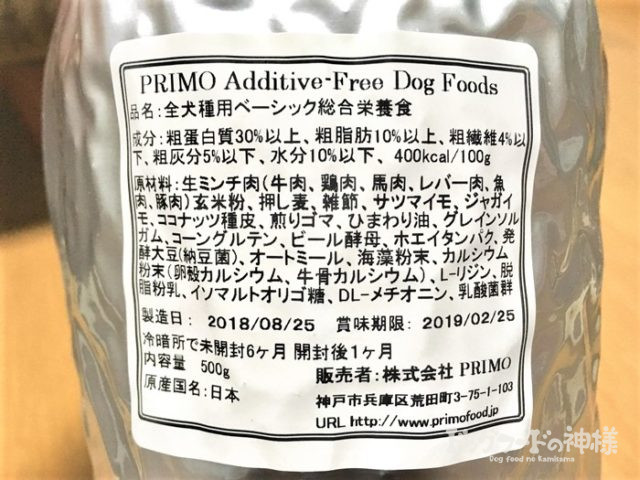 PRIMO Additive-Free Dog Foods
品名：全犬種用ベーシック総合栄養食
成分：粗蛋白質30%以上、粗脂肪10%以上、粗繊維4%以
下、粗灰分5%以下、水分10%以下、400kcal/100g
原材料：生ミンチ肉(牛肉、鶏肉、馬肉、レバー肉、魚
肉、豚肉)玄米粉、押し麦、雑節、サツマイモ、ジャガイ
モ、ココナッツ種皮、煎りゴマ、ひまわり油、グレインソル
ガム、コーングルテン、ビール酵母、ホエイタンパク、発
酵大豆(納豆菌)、オートミール、海藻粉末、カルシウム
粉末(卵殻カルシウム、牛骨カルシウム)、L-リジン、脱
脂粉乳、イソマルトオリゴ糖、DL-メチオニン、乳酸菌群
製造日： 2018/08/25 賞味期限: 2019/02/25
冷暗所で未開封6ヶ月 開封後1ヶ月
内容量 500g
販売者：株式会社 PRIMO
原産国名：日本
神戸市兵庫区荒田町3-75-1-103
URL http://www.primofood.jp
ドッグフードの神様
Dog food no Kamisama